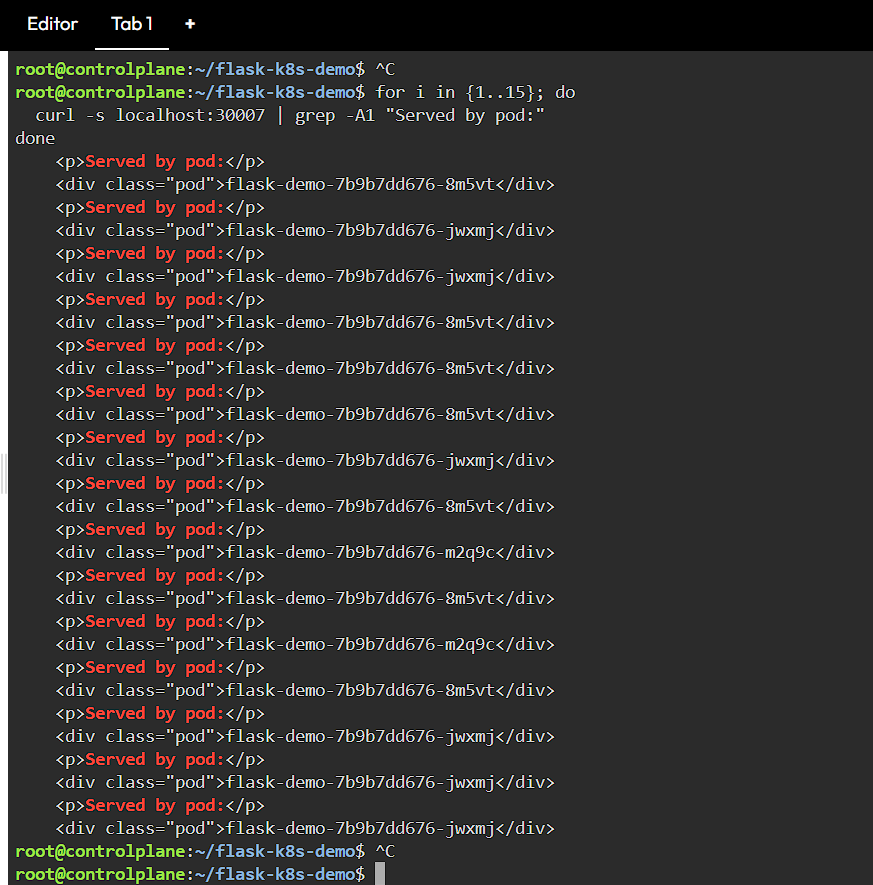 Editor Tab 1 +
root@controlplane:~/flask-k8s-demo$ ^C
root@controlplane:~/flask-k8s-demo$ for i in {1..15}; do
  curl -s localhost:30007 | grep -A1 "Served by pod:"
done
    <p>Served by pod:</p>
    <div class="pod">flask-demo-7b9b7dd676-8m5vt</div>
    <p>Served by pod:</p>
    <div class="pod">flask-demo-7b9b7dd676-jwxmj</div>
    <p>Served by pod:</p>
    <div class="pod">flask-demo-7b9b7dd676-jwxmj</div>
    <p>Served by pod:</p>
    <div class="pod">flask-demo-7b9b7dd676-8m5vt</div>
    <p>Served by pod:</p>
    <div class="pod">flask-demo-7b9b7dd676-8m5vt</div>
    <p>Served by pod:</p>
    <div class="pod">flask-demo-7b9b7dd676-8m5vt</div>
    <p>Served by pod:</p>
    <div class="pod">flask-demo-7b9b7dd676-jwxmj</div>
    <p>Served by pod:</p>
    <div class="pod">flask-demo-7b9b7dd676-8m5vt</div>
    <p>Served by pod:</p>
    <div class="pod">flask-demo-7b9b7dd676-m2q9c</div>
    <p>Served by pod:</p>
    <div class="pod">flask-demo-7b9b7dd676-8m5vt</div>
    <p>Served by pod:</p>
    <div class="pod">flask-demo-7b9b7dd676-m2q9c</div>
    <p>Served by pod:</p>
    <div class="pod">flask-demo-7b9b7dd676-8m5vt</div>
    <p>Served by pod:</p>
    <div class="pod">flask-demo-7b9b7dd676-jwxmj</div>
    <p>Served by pod:</p>
    <div class="pod">flask-demo-7b9b7dd676-jwxmj</div>
    <p>Served by pod:</p>
    <div class="pod">flask-demo-7b9b7dd676-jwxmj</div>
root@controlplane:~/flask-k8s-demo$ ^C
root@controlplane:~/flask-k8s-demo$